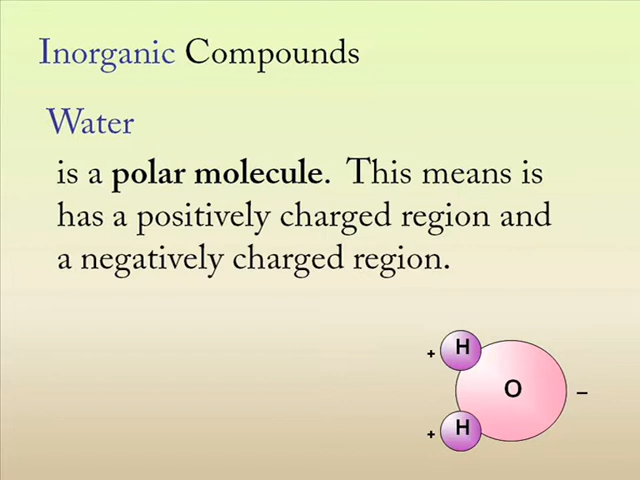 Inorganic Compounds
Water
is a polar molecule. This means is
has a positively charged region and
a negatively charged region.
+ H
O –
+ H